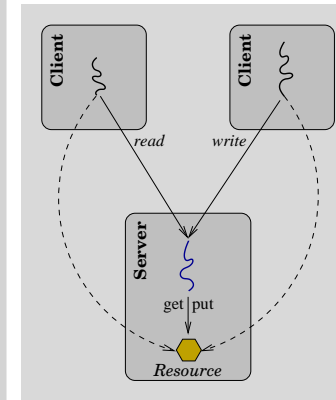 Client
Client
read
write
Server
get put
Resource